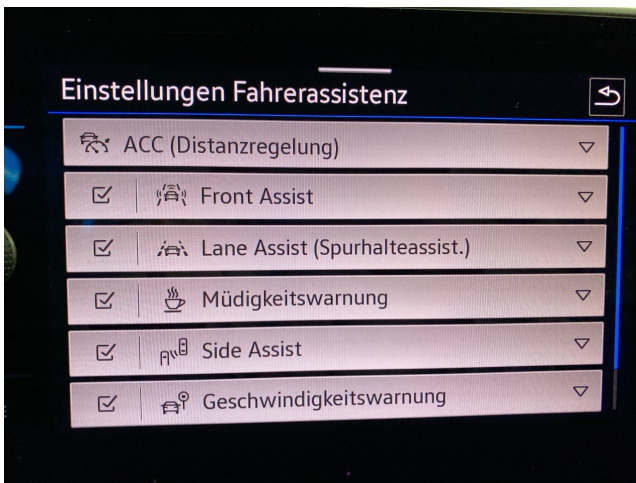 Einstellungen Fahrerassistenz
ACC (Distanzregelung)
Front Assist
Lane Assist (Spurhalteassist.)
Müdigkeitswarnung
Side Assist
Geschwindigkeitswarnung